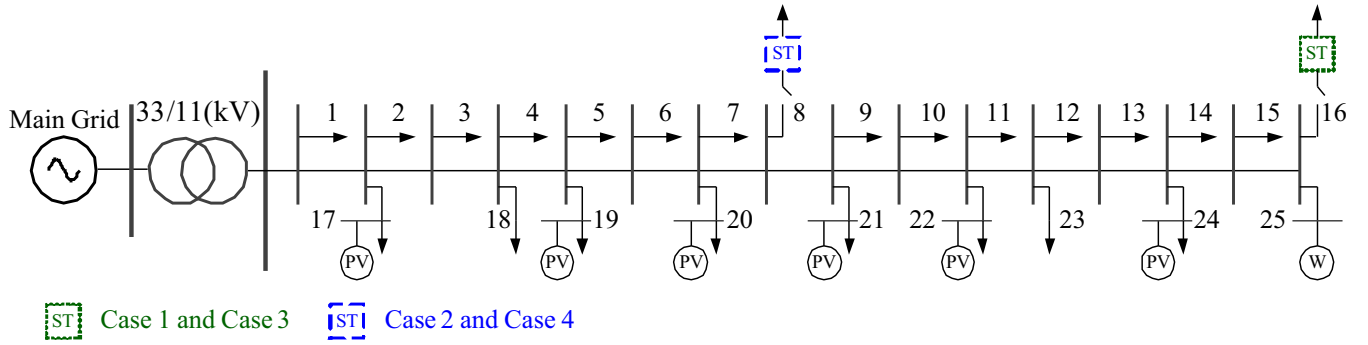 ST ST
33/11(kV) 1 2 3 4 5 6 7 8 9 10 11 12 13 14 15 16
Main Grid
17 18 19 20 21 22 23 24 25
PV PV PV PV PV PV W
ST Case 1 and Case 3 ST Case 2 and Case 4